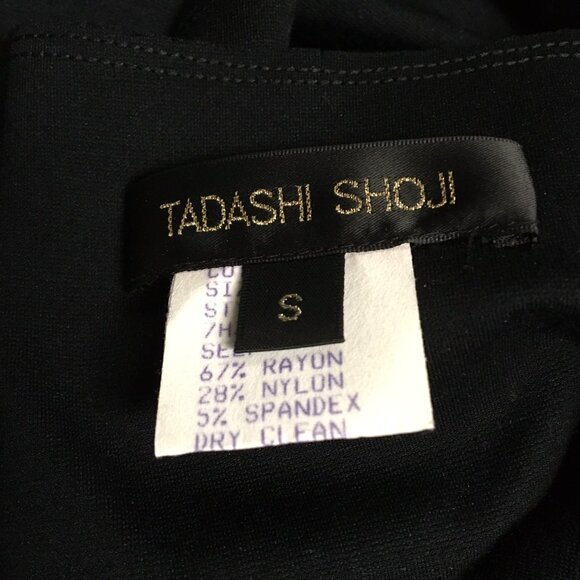 TADASHI SHOJI
S
67% RAYON
28% NYLON
5% SPANDEX
DRY CLEAN